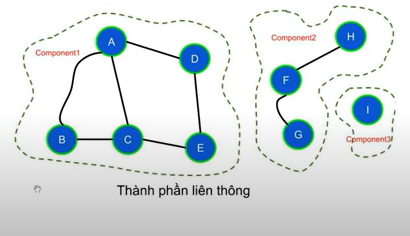 Component1
A
D
B
C
E
Component2
H
F
G
I
Component3
Thành phần liên thông